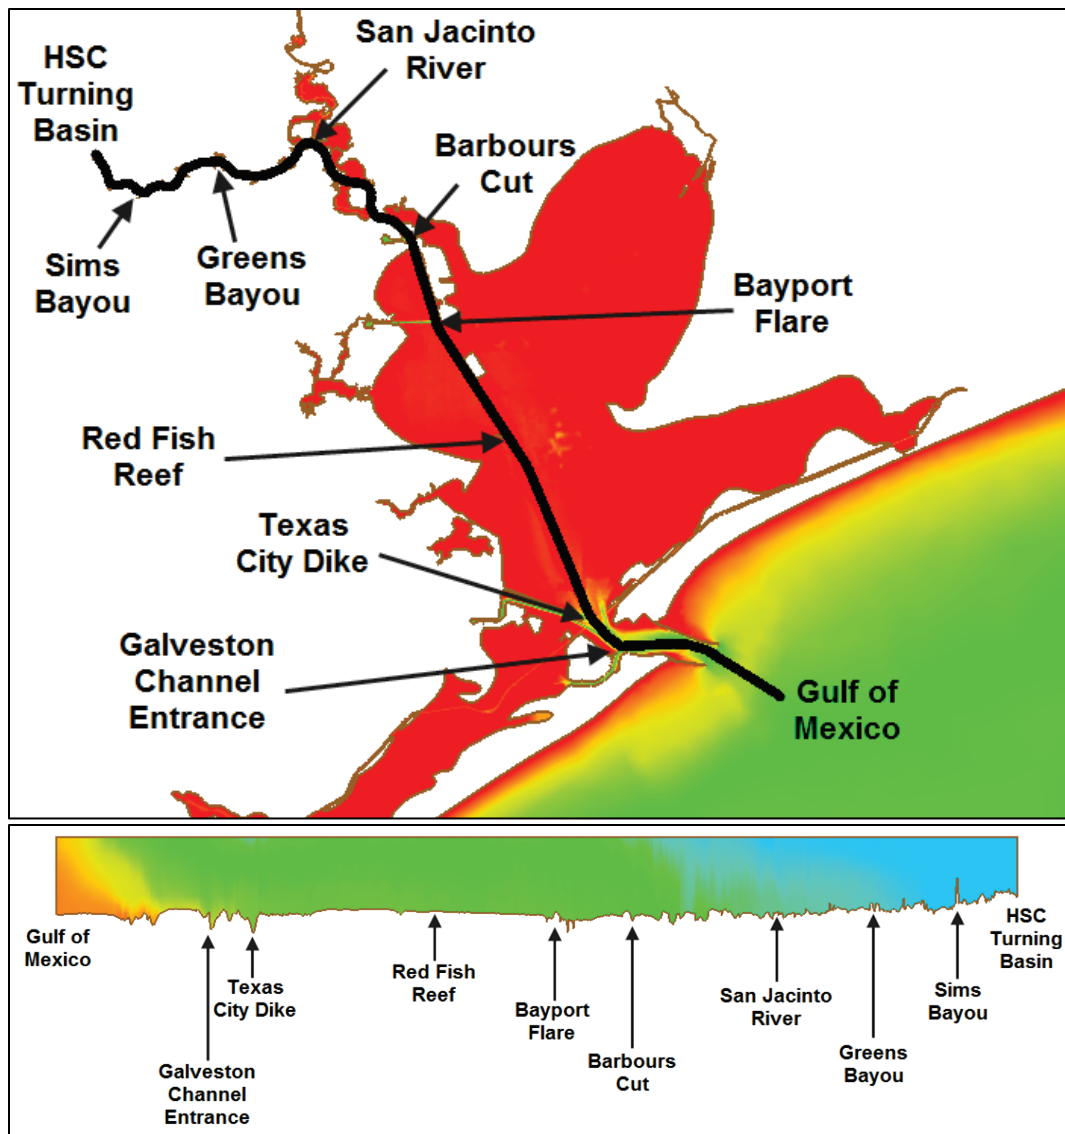 San Jacinto
River
HSC
Turning
Basin
Barbours
Cut
Sims
Bayou
Greens
Bayou
Bayport
Flare
Red Fish
Reef
Texas
City Dike
Galveston
Channel
Entrance
Gulf of
Mexico
Gulf of
Mexico
Galveston
Channel
Entrance
Texas
City Dike
Red Fish
Reef
Bayport
Flare
Barbours
Cut
San Jacinto
River
Greens
Bayou
Sims
Bayou
HSC
Turning
Basin